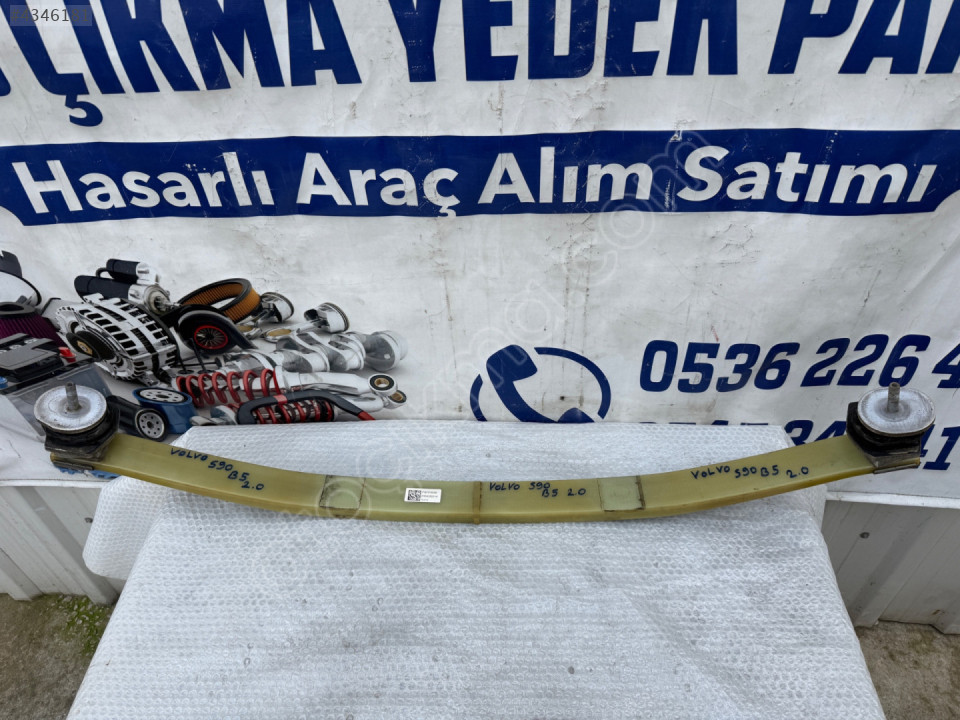 ÇIKMA YEDEK PAR
Hasarlı Araç Alım Satımı
0536 226 4
VOLVO S90
B5
2.0
VOLVO S90
B5 2.0
VOLVO S90 B5 2.0